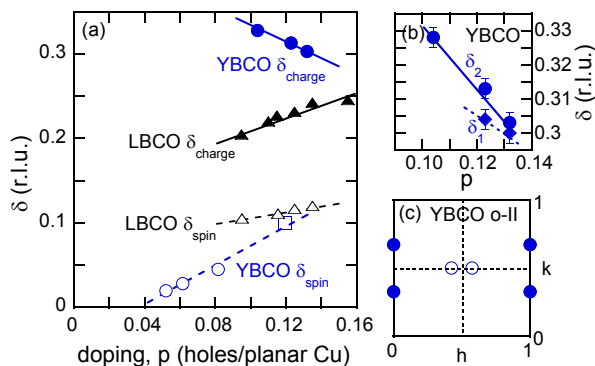 (a)
YBCO δcharge
LBCO δcharge
LBCO δspin
YBCO δspin
0.3
0.2
0.1
0
δ (r.l.u.)
0
0.04
0.08
0.12
0.16
doping, p (holes/planar Cu)
(b)
YBCO
δ2
δ1
0.33
0.32
0.31
0.3
δ (r.l.u.)
0.10
0.12
0.14
p
(c)
YBCO o-II
1
k
0
0
h
1